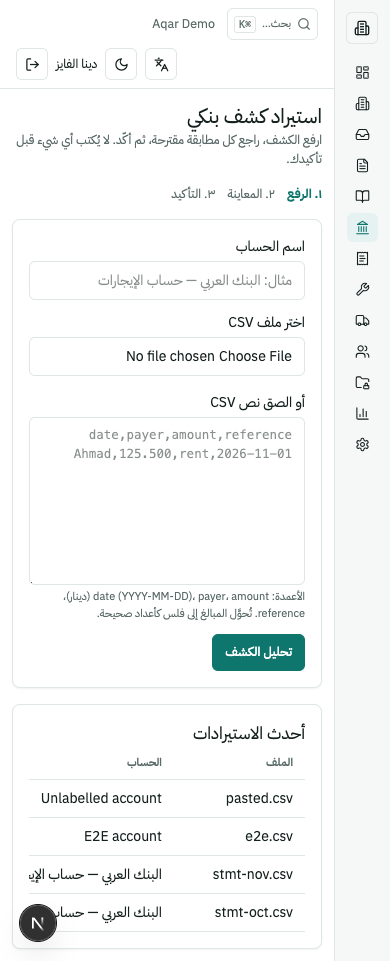 Aqar Demo
بحث... ⌘K
دينا الفايز
استيراد كشف بنكي
ارفع الكشف، راجع كل مطابقة مقترحة، ثم أكّد. لا يُكتب أي شيء قبل
تأكيدك.
١. الرفع ٢. المعاينة ٣. التأكيد
اسم الحساب
مثال: البنك العربي — حساب الإيجارات
اختر ملف CSV
Choose File No file chosen
أو الصق نص CSV
date,payer,amount,reference
2026-11-01,Ahmad,125.500,rent
الأعمدة: date (YYYY-MM-DD)، payer، amount (دينار)،
reference. تُحوَّل المبالغ إلى فلس كأعداد صحيحة.
تحليل الكشف
أحدث الاستيرادات
الملف الحساب
pasted.csv Unlabelled account
e2e.csv E2E account
stmt-nov.csv البنك العربي — حساب الإي
stmt-oct.csv البنك العربي — حساب
N